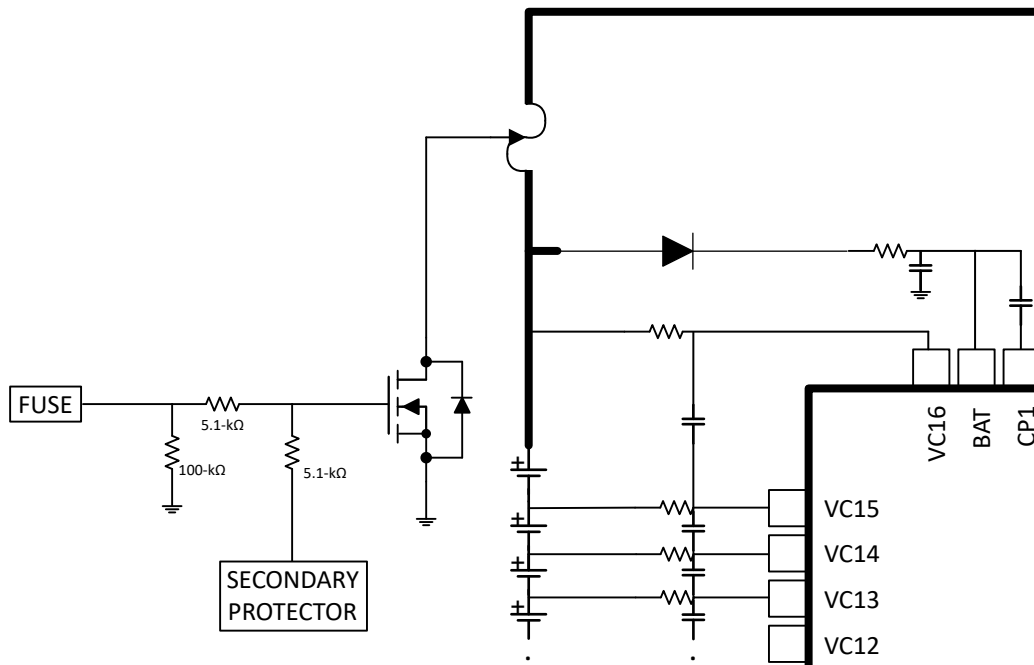 VC16
BAT
CP1
FUSE
5.1-kΩ
100-kΩ
5.1-kΩ
SECONDARY
PROTECTOR
+
+
+
+
VC15
VC14
VC13
VC12